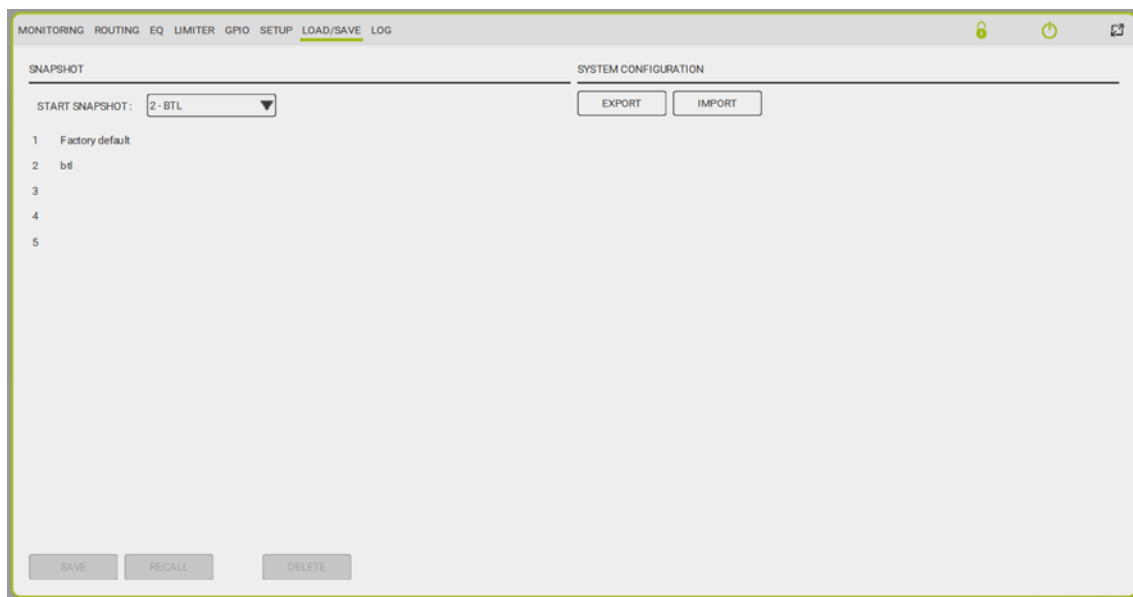 MONITORING ROUTING EQ LIMITER GPIO SETUP LOAD/SAVE LOG
SNAPSHOT
START SNAPSHOT: 2 - BTL
1 Factory default
2 btl
3
4
5
SAVE RECALL DELETE
SYSTEM CONFIGURATION
EXPORT IMPORT